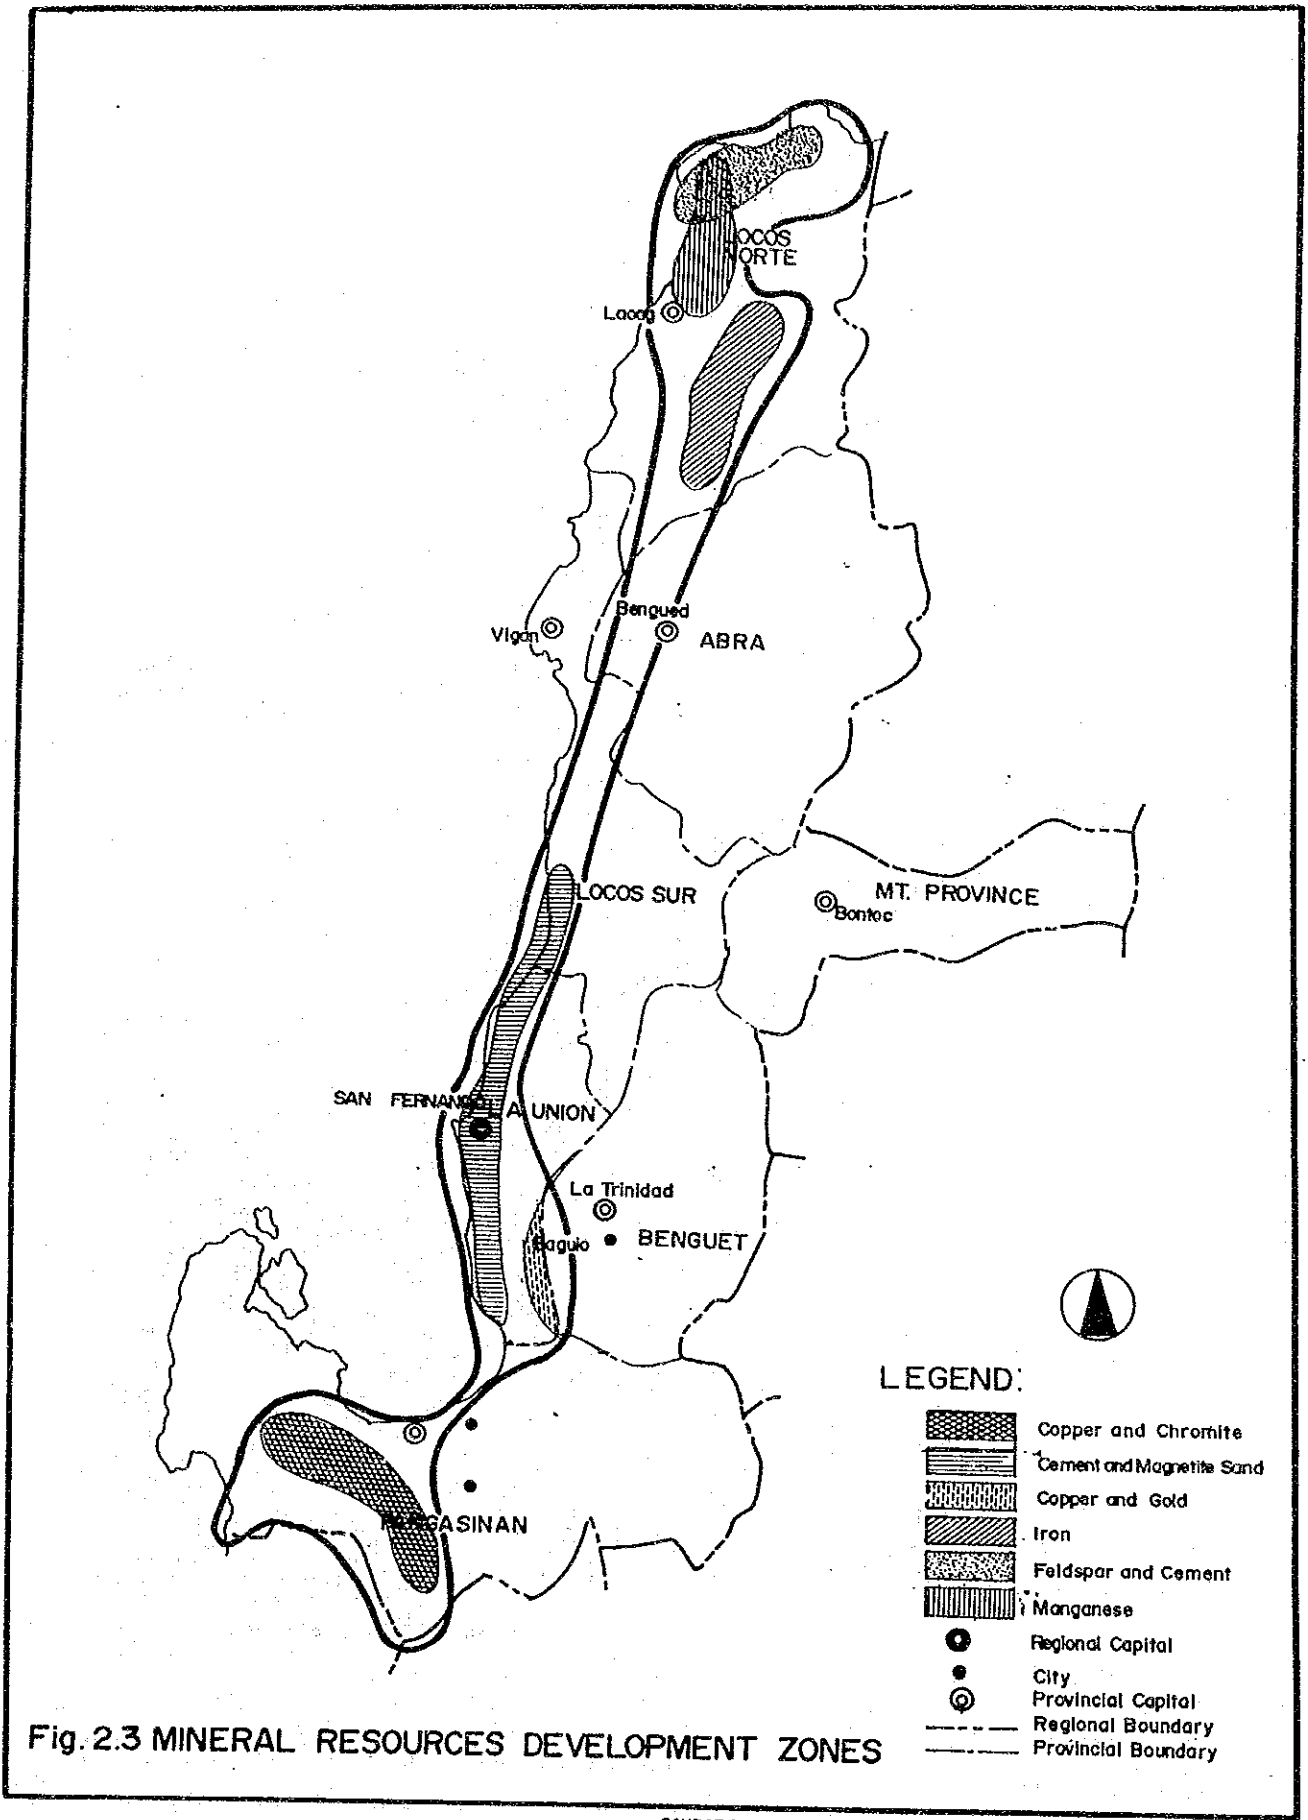 LOCOS
NORTE
Laoag
Bengued
Vigan
ABRA
LOCOS SUR
MT. PROVINCE
Bontoc
SAN FERNANDO
LA UNION
La Trinidad
Baguio
BENGUET
PANGASINAN
LEGEND:
Copper and Chromite
Cement and Magnetite Sand
Copper and Gold
Iron
Feldspar and Cement
Manganese
Regional Capital
City
Provincial Capital
Regional Boundary
Provincial Boundary
Fig. 2.3 MINERAL RESOURCES DEVELOPMENT ZONES